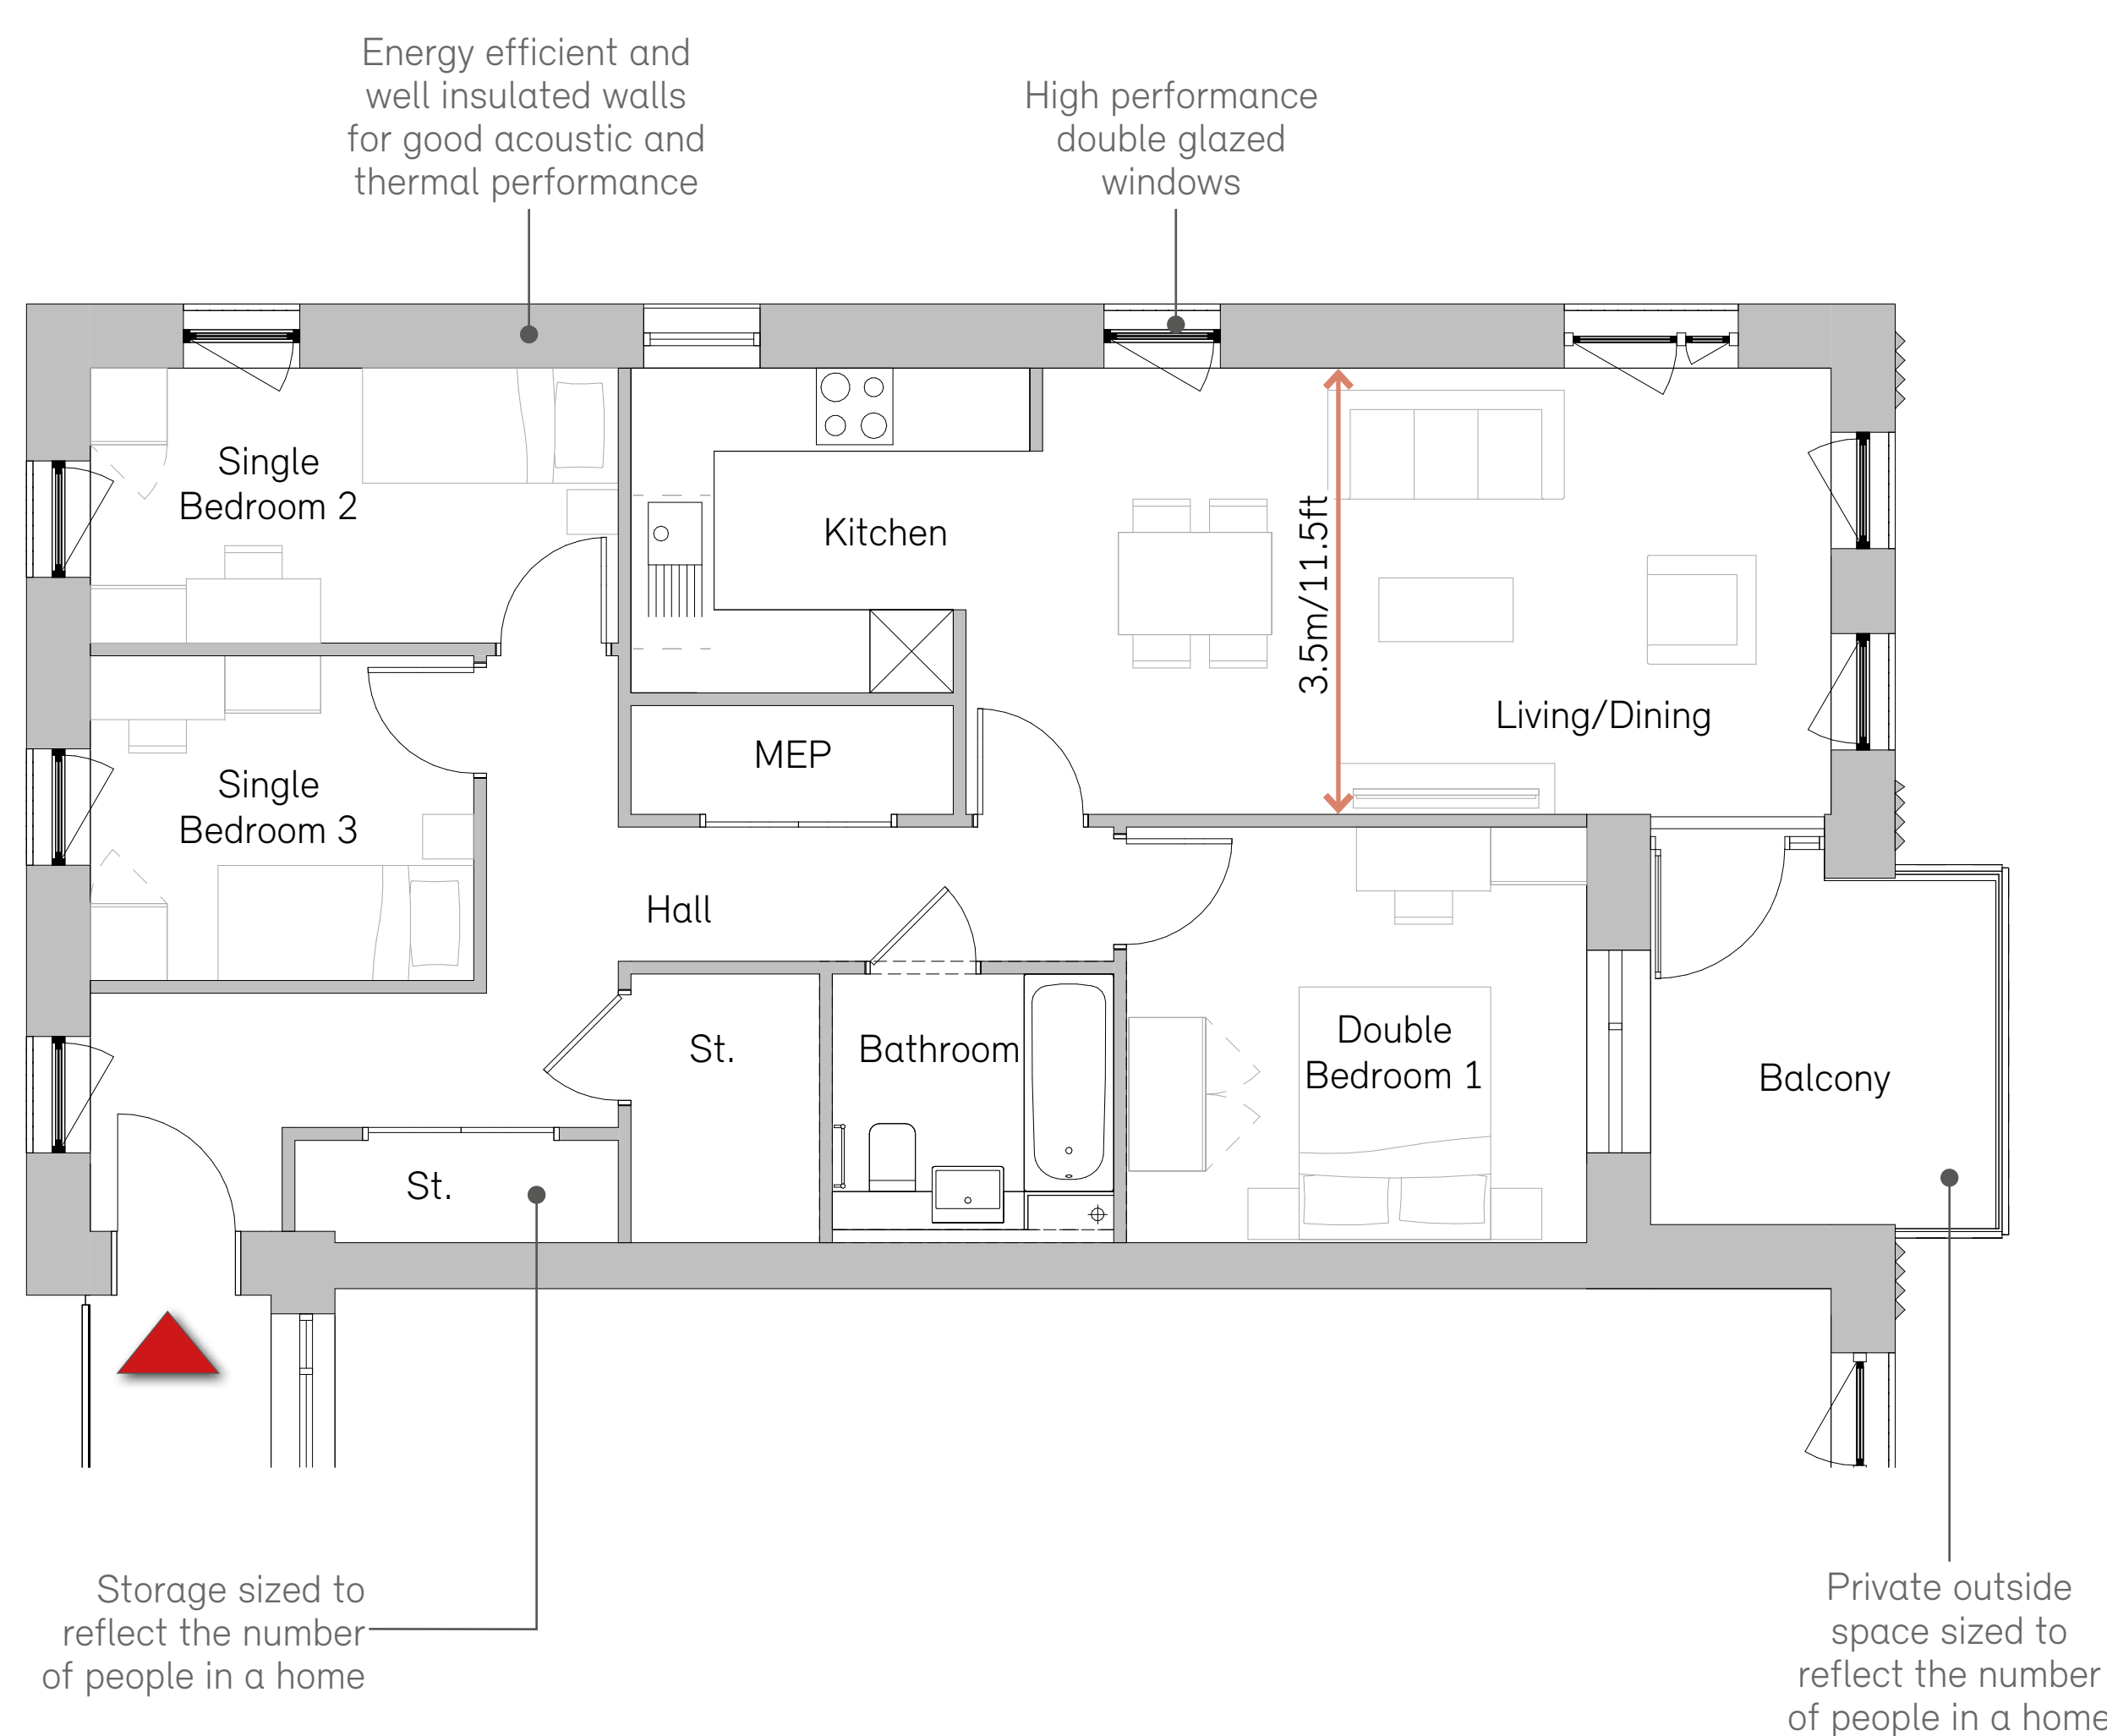 Energy efficient and
well insulated walls
for good acoustic and
thermal performance
High performance
double glazed
windows
Single
Bedroom 2
Kitchen
3.5m/11.5ft
Living/Dining
MEP
Single
Bedroom 3
Hall
St.
Bathroom
Double
Bedroom 1
Balcony
St.
Storage sized to
reflect the number
of people in a home
Private outside
space sized to
reflect the number
of people in a home